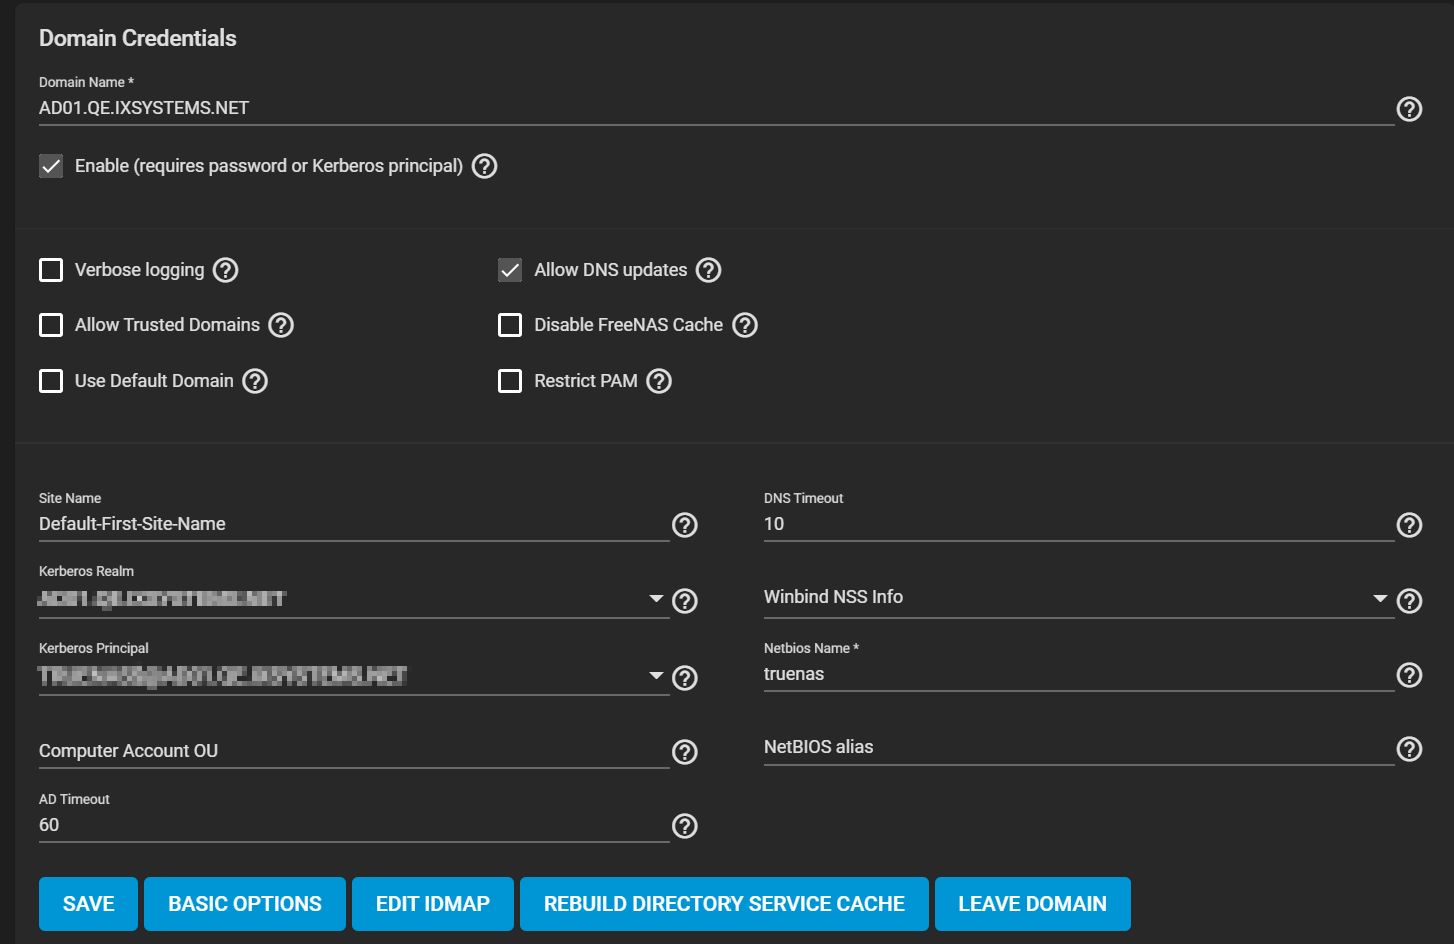 Domain Credentials
Domain Name *
AD01.QE.IXSYSTEMS.NET
Enable (requires password or Kerberos principal)
Verbose logging
Allow DNS updates
Allow Trusted Domains
Disable FreeNAS Cache
Use Default Domain
Restrict PAM
Site Name
Default-First-Site-Name
DNS Timeout
10
Kerberos Realm
Winbind NSS Info
Kerberos Principal
Netbios Name *
truenas
Computer Account OU
NetBIOS alias
AD Timeout
60
SAVE
BASIC OPTIONS
EDIT IDMAP
REBUILD DIRECTORY SERVICE CACHE
LEAVE DOMAIN